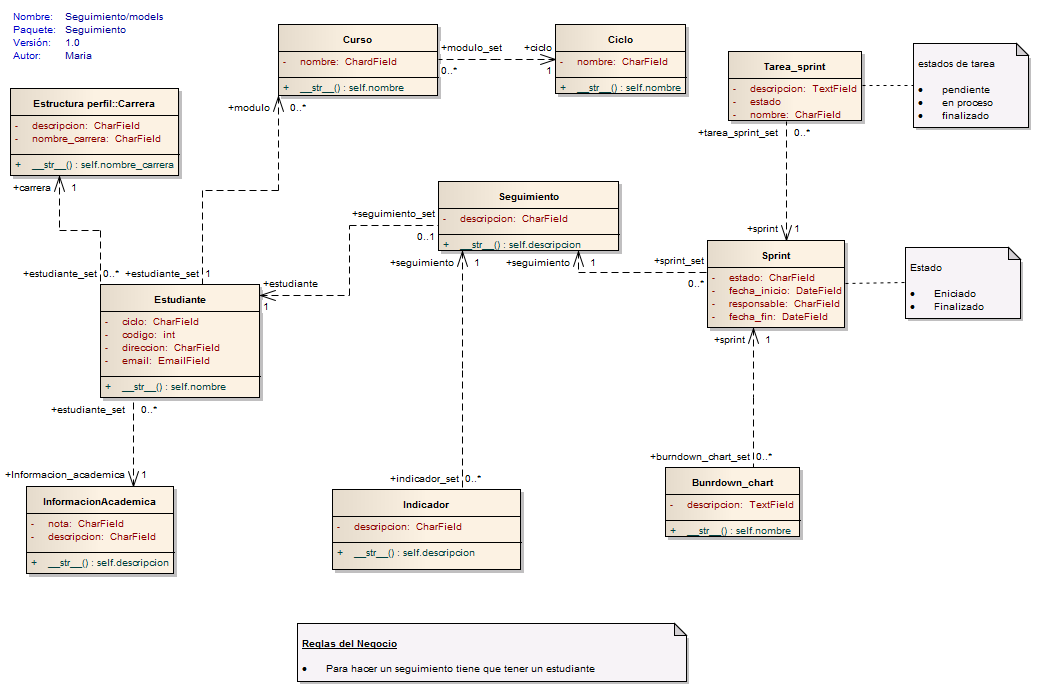 Nombre: Seguimiento/models
Paquete: Seguimiento
Versión: 1.0
Autor: Maria
Curso
- nombre: ChardField
+ __str__() : self.nombre
+modulo_set
0..*
+ciclo
1
Ciclo
- nombre: CharField
+ __str__() : self.nombre
Tarea_sprint
- descripcion: TextField
- estado
- nombre: CharField
+tarea_sprint_set 0..*
estados de tarea
• pendiente
• en proceso
• finalizado
Estructura perfil::Carrera
- descripcion: CharField
- nombre_carrera: CharField
+ __str__() : self.nombre_carrera
+carrera 1
+modulo 0..*
Seguimiento
- descripcion: CharField
+ __str__() : self.descripcion
+seguimiento_set
0..1
+seguimiento 1
+seguimiento 1
+sprint 1
Sprint
- estado: CharField
- fecha_inicio: DateField
- responsable: CharField
- fecha_fin: DateField
+sprint_set
0..*
+sprint 1
Estado
• Eniciado
• Finalizado
+estudiante_set 0..*
+estudiante_set 1
+estudiante
1
Estudiante
- ciclo: CharField
- codigo: int
- direccion: CharField
- email: EmailField
+ __str__() : self.nombre
+estudiante_set 0..*
+Informacion_academica 1
InformacionAcademica
- nota: CharField
- descripcion: CharField
+ __str__() : self.descripcion
+indicador_set 0..*
Indicador
- descripcion: CharField
+ __str__() : self.descripcion
+burndown_chart_set 0..*
Bunrdown_chart
- descripcion: TextField
+ __str__() : self.nombre
Reglas del Negocio
• Para hacer un seguimiento tiene que tener un estudiante